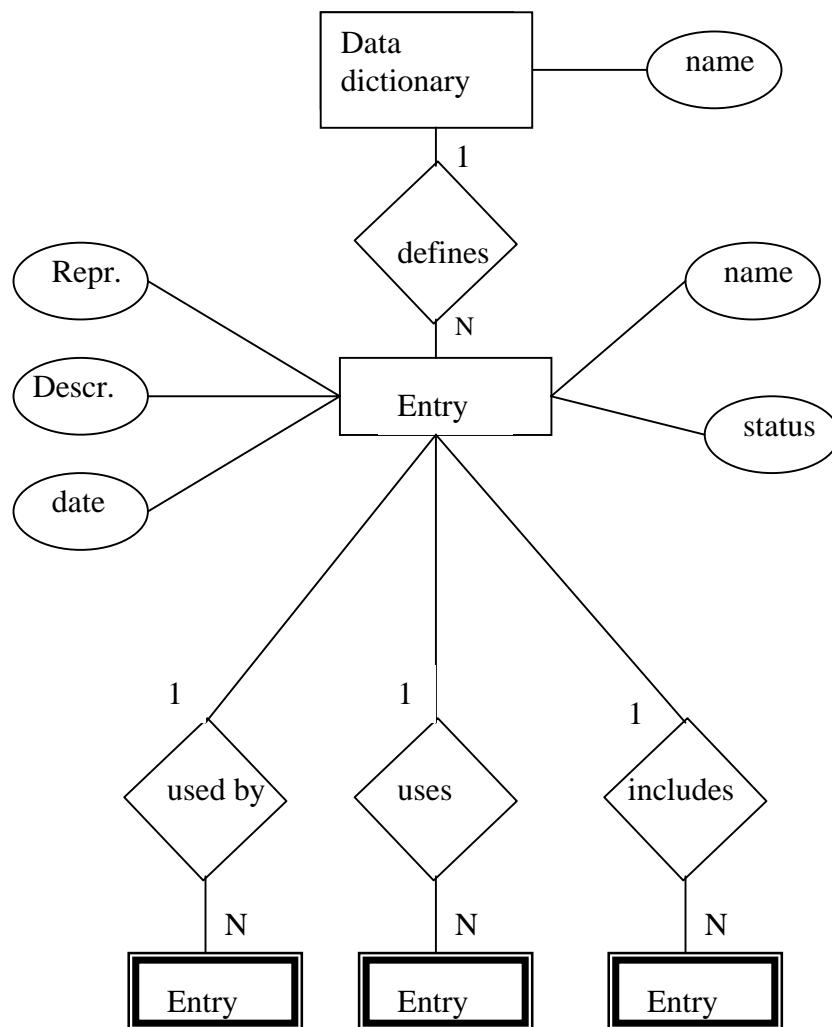 Data
dictionary
name
1
defines
N
Repr.
name
Descr.
Entry
status
date
1
1
1
used by
uses
includes
N
N
N
Entry
Entry
Entry